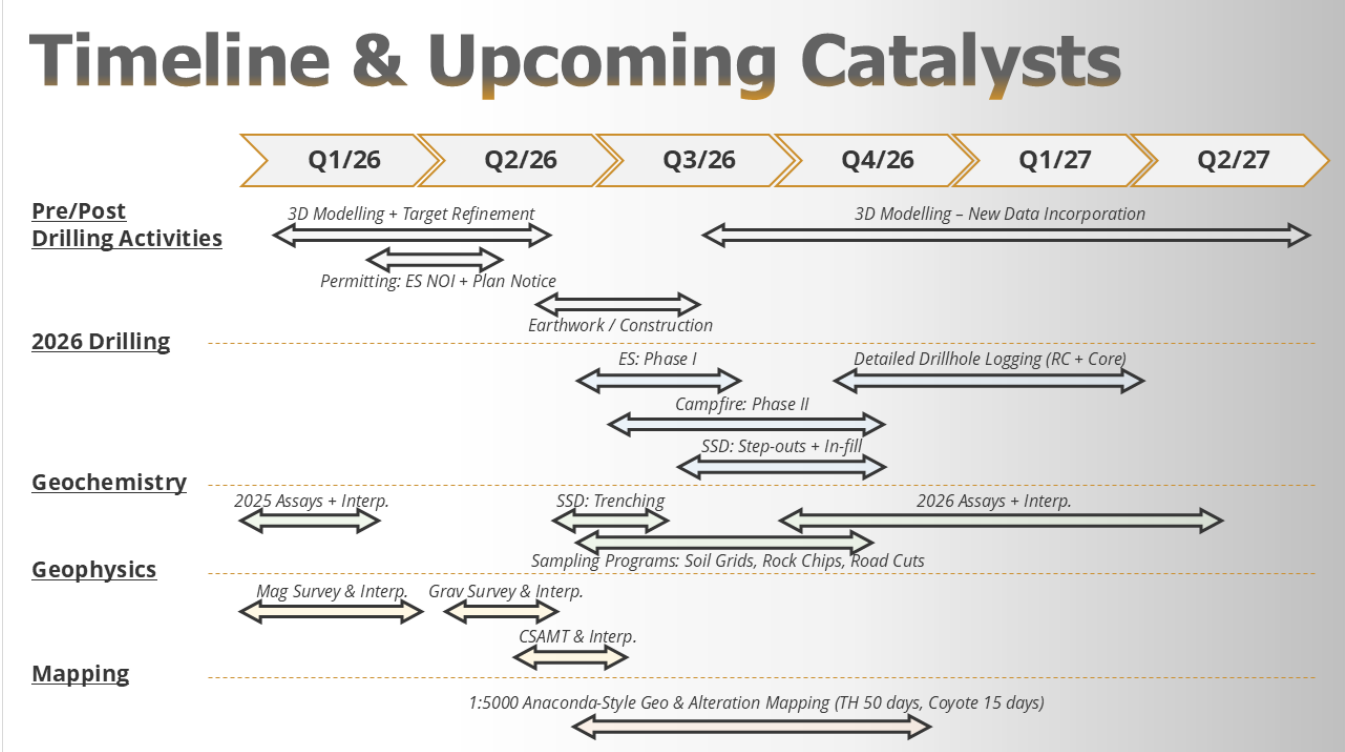 Timeline & Upcoming Catalysts
Q1/26
Q2/26
Q3/26
Q4/26
Q1/27
Q2/27
Pre/Post
Drilling Activities
3D Modelling + Target Refinement
3D Modelling – New Data Incorporation
Permitting: ES NOI + Plan Notice
Earthwork / Construction
2026 Drilling
ES: Phase I
Detailed Drillhole Logging (RC + Core)
Campfire: Phase II
SSD: Step-outs + In-fill
Geochemistry
2025 Assays + Interp.
SSD: Trenching
2026 Assays + Interp.
Sampling Programs: Soil Grids, Rock Chips, Road Cuts
Geophysics
Mag Survey & Interp.
Grav Survey & Interp.
CSAMT & Interp.
Mapping
1:5000 Anaconda-Style Geo & Alteration Mapping (TH 50 days, Coyote 15 days)